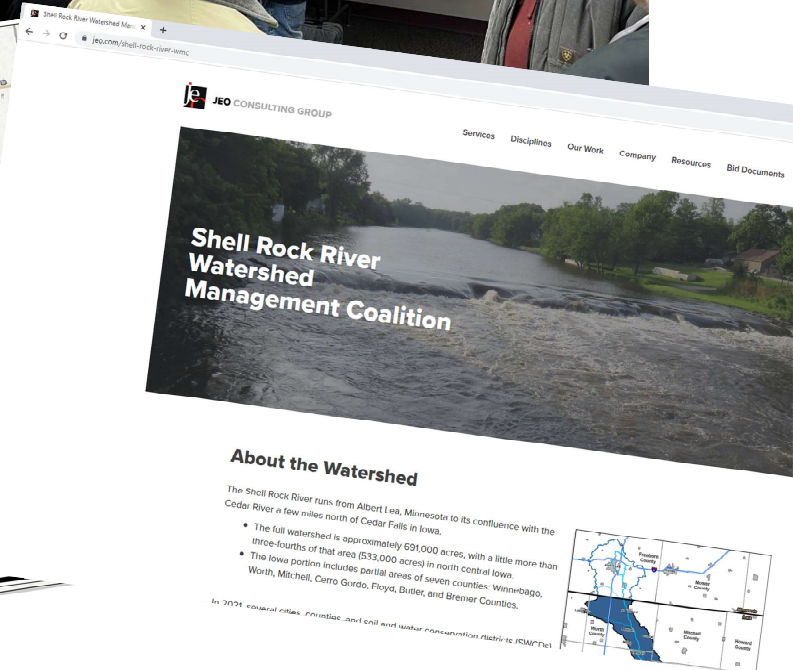 Shell Rock River Watershed Man
jeo.com/shell-rock-river-wmc
JEO CONSULTING GROUP
Services Disciplines Our Work Company Resources Bid Documents
Shell Rock River
Watershed
Management Coalition
About the Watershed
The Shell Rock River runs from Albert Lea, Minnesota to its confluence with the
Cedar River a few miles north of Cedar Falls in Iowa.
• The full watershed is approximately 691,000 acres, with a little more than
three-fourths of that area (533,000 acres) in north central Iowa.
• The Iowa portion includes partial areas of seven counties: Winnebago,
Worth, Mitchell, Cerro Gordo, Floyd, Butler, and Bremer Counties.
In 2021, several cities, counties, and soil and water conservation districts (SWCDs)
Freeborn
County
Mower
County
Worth
County
Mitchell
County
Howard
County